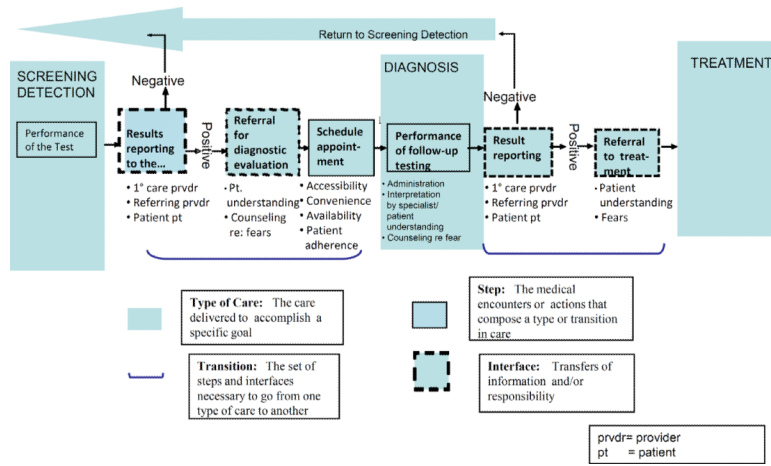 Return to Screening Detection
SCREENING
DETECTION
DIAGNOSIS
TREATMENT
Negative
Negative
Performance
of the Test
Results
reporting
to the...
Positive
Referral
for
diagnostic
evaluation
Schedule
appoint-
ment
Performance
of follow-up
testing
Result
reporting
Positive
Referral
to treat-
ment
• 1° care prvdr
• Referring prvdr
• Patient pt
• Pt.
understanding
• Counseling
re: fears
• Accessibility
• Convenience
• Availability
• Patient
adherence
• Administration
• Interpretation
by specialist/
patient
understanding
• Counseling re fear
• 1° care prvdr
• Referring prvdr
• Patient pt
• Patient
understanding
• Fears
Type of Care: The care
delivered to accomplish a
specific goal
Step: The medical
encounters or actions that
compose a type or transition
in care
Transition: The set of
steps and interfaces
necessary to go from one
type of care to another
Interface: Transfers of
information and/or
responsibility
prvdr= provider
pt = patient